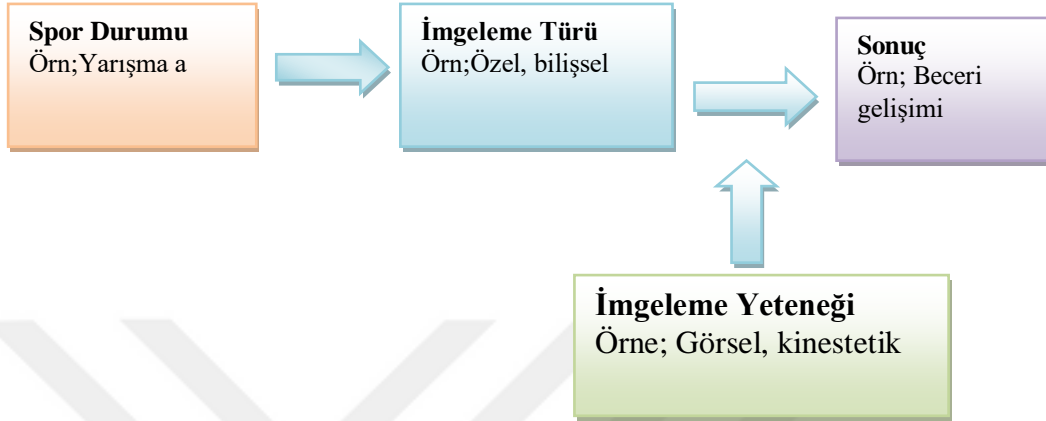 Spor Durumu
Örn;Yarışma a
İmgeleme Türü
Örn;Özel, bilişsel
Sonuç
Örn; Beceri
gelişimi
İmgeleme Yeteneği
Örne; Görsel, kinestetik